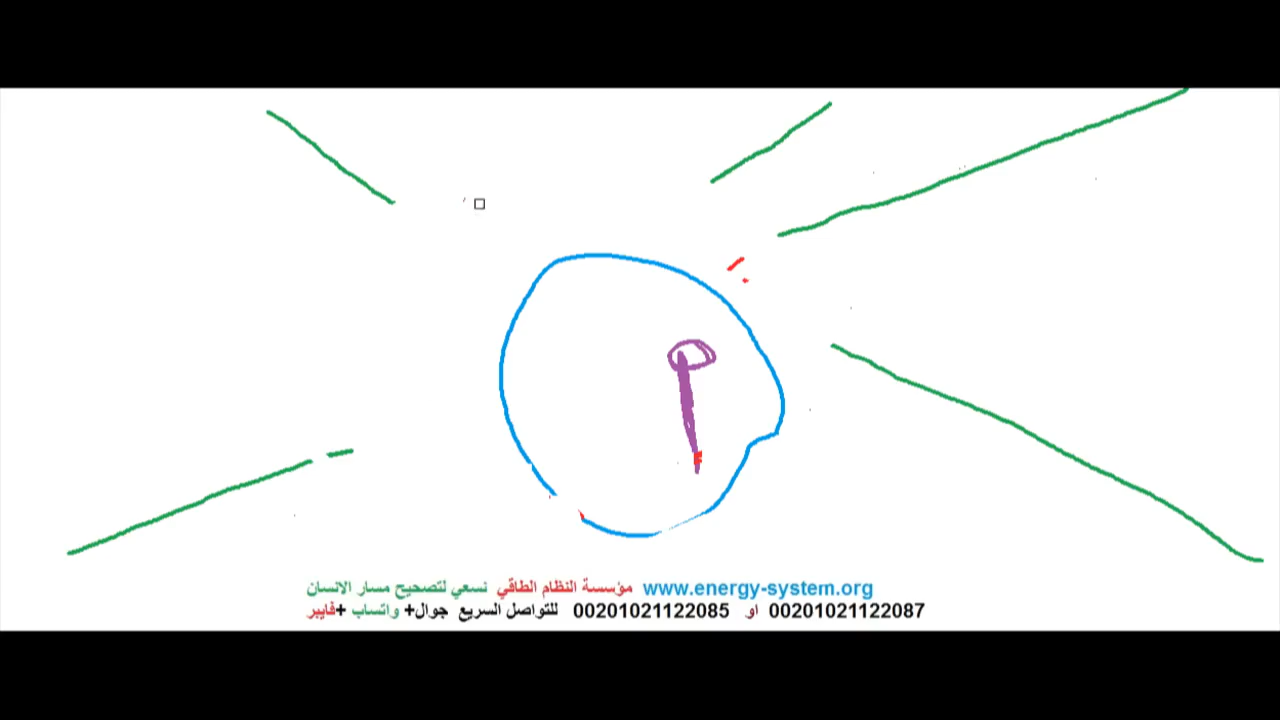 مؤسسة النظام الطاقي نسعي لتصحيح مسار الانسان www.energy-system.org
للتواصل السريع جوال+ واتساب +فايبر 00201021122085 او 00201021122087